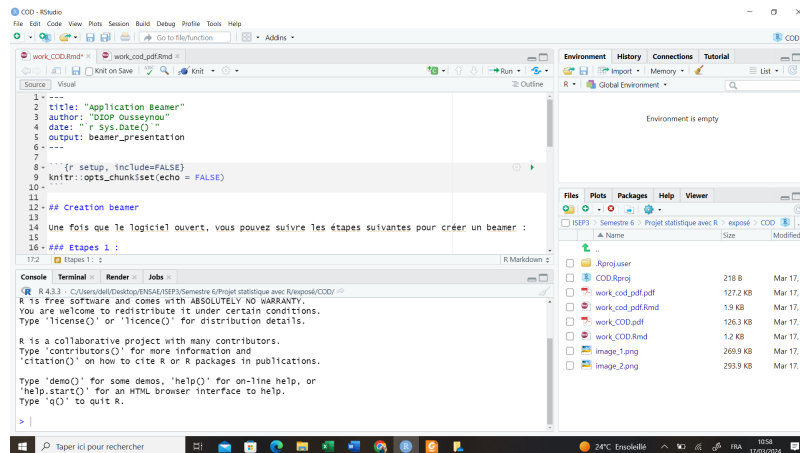 COD - RStudio
File Edit Code View Plots Session Build Debug Profile Tools Help
Go to file/function Addins COD
work_COD.Rmd* work_cod_pdf.Rmd
Knit on Save Knit Run
Source Visual Outline
1 ---
2 title: "Application Beamer"
3 author: "DIOP Ousseynou"
4 date: "`r Sys.Date()`"
5 output: beamer_presentation
6 ---
7
8 ```{r setup, include=FALSE}
9 knitr::opts_chunk$set(echo = FALSE)
10 ```
11
12 ## Creation beamer
13
14 Une fois que le logiciel ouvert, vous pouvez suivre les étapes suivantes pour créer un beamer :
15
16 ### Etapes 1 :
17:2 Etapes 1 : R Markdown
Console Terminal Render Jobs
R 4.3.3 · C:/Users/dell/Desktop/ENSAE/ISEP3/Semestre 6/Projet statistique avec R/exposé/COD/
R is free software and comes with ABSOLUTELY NO WARRANTY.
You are welcome to redistribute it under certain conditions.
Type 'license()' or 'licence()' for distribution details.
R is a collaborative project with many contributors.
Type 'contributors()' for more information and
'citation()' on how to cite R or R packages in publications.
Type 'demo()' for some demos, 'help()' for on-line help, or
'help.start()' for an HTML browser interface to help.
Type 'q()' to quit R.
>
Environment History Connections Tutorial
Import Memory List
R Global Environment
Environment is empty
Files Plots Packages Help Viewer
ISEP3 Semestre 6 Projet statistique avec R exposé COD
Name Size Modified
..
.Rproj.user
COD.Rproj 218 B Mar 17,
work_cod_pdf.pdf 127.2 KB Mar 17,
work_cod_pdf.Rmd 1.9 KB Mar 17,
work_COD.pdf 126.3 KB Mar 17,
work_COD.Rmd 1.2 KB Mar 17,
image_1.png 269.9 KB Mar 17,
image_2.png 293.9 KB Mar 17,
Taper ici pour rechercher
24°C Ensoleillé FRA 10:58
17/03/2024